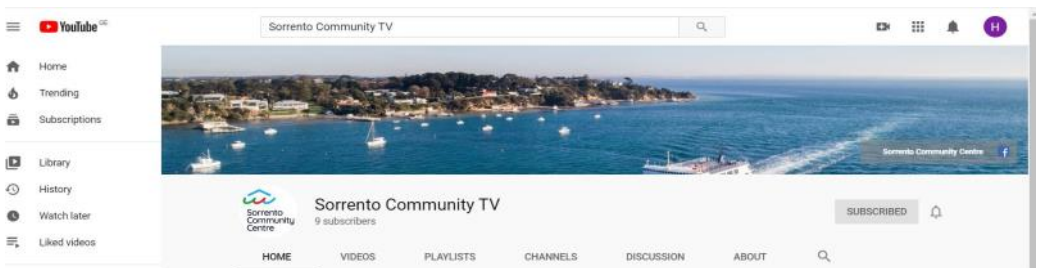 YouTube GE
Sorrento Community TV
H
Home
Trending
Subscriptions
Library
History
Watch later
Liked videos
Sorrento Community Centre f
Sorrento
Community
Centre
Sorrento Community TV
9 subscribers
SUBSCRIBED
HOME VIDEOS PLAYLISTS CHANNELS DISCUSSION ABOUT